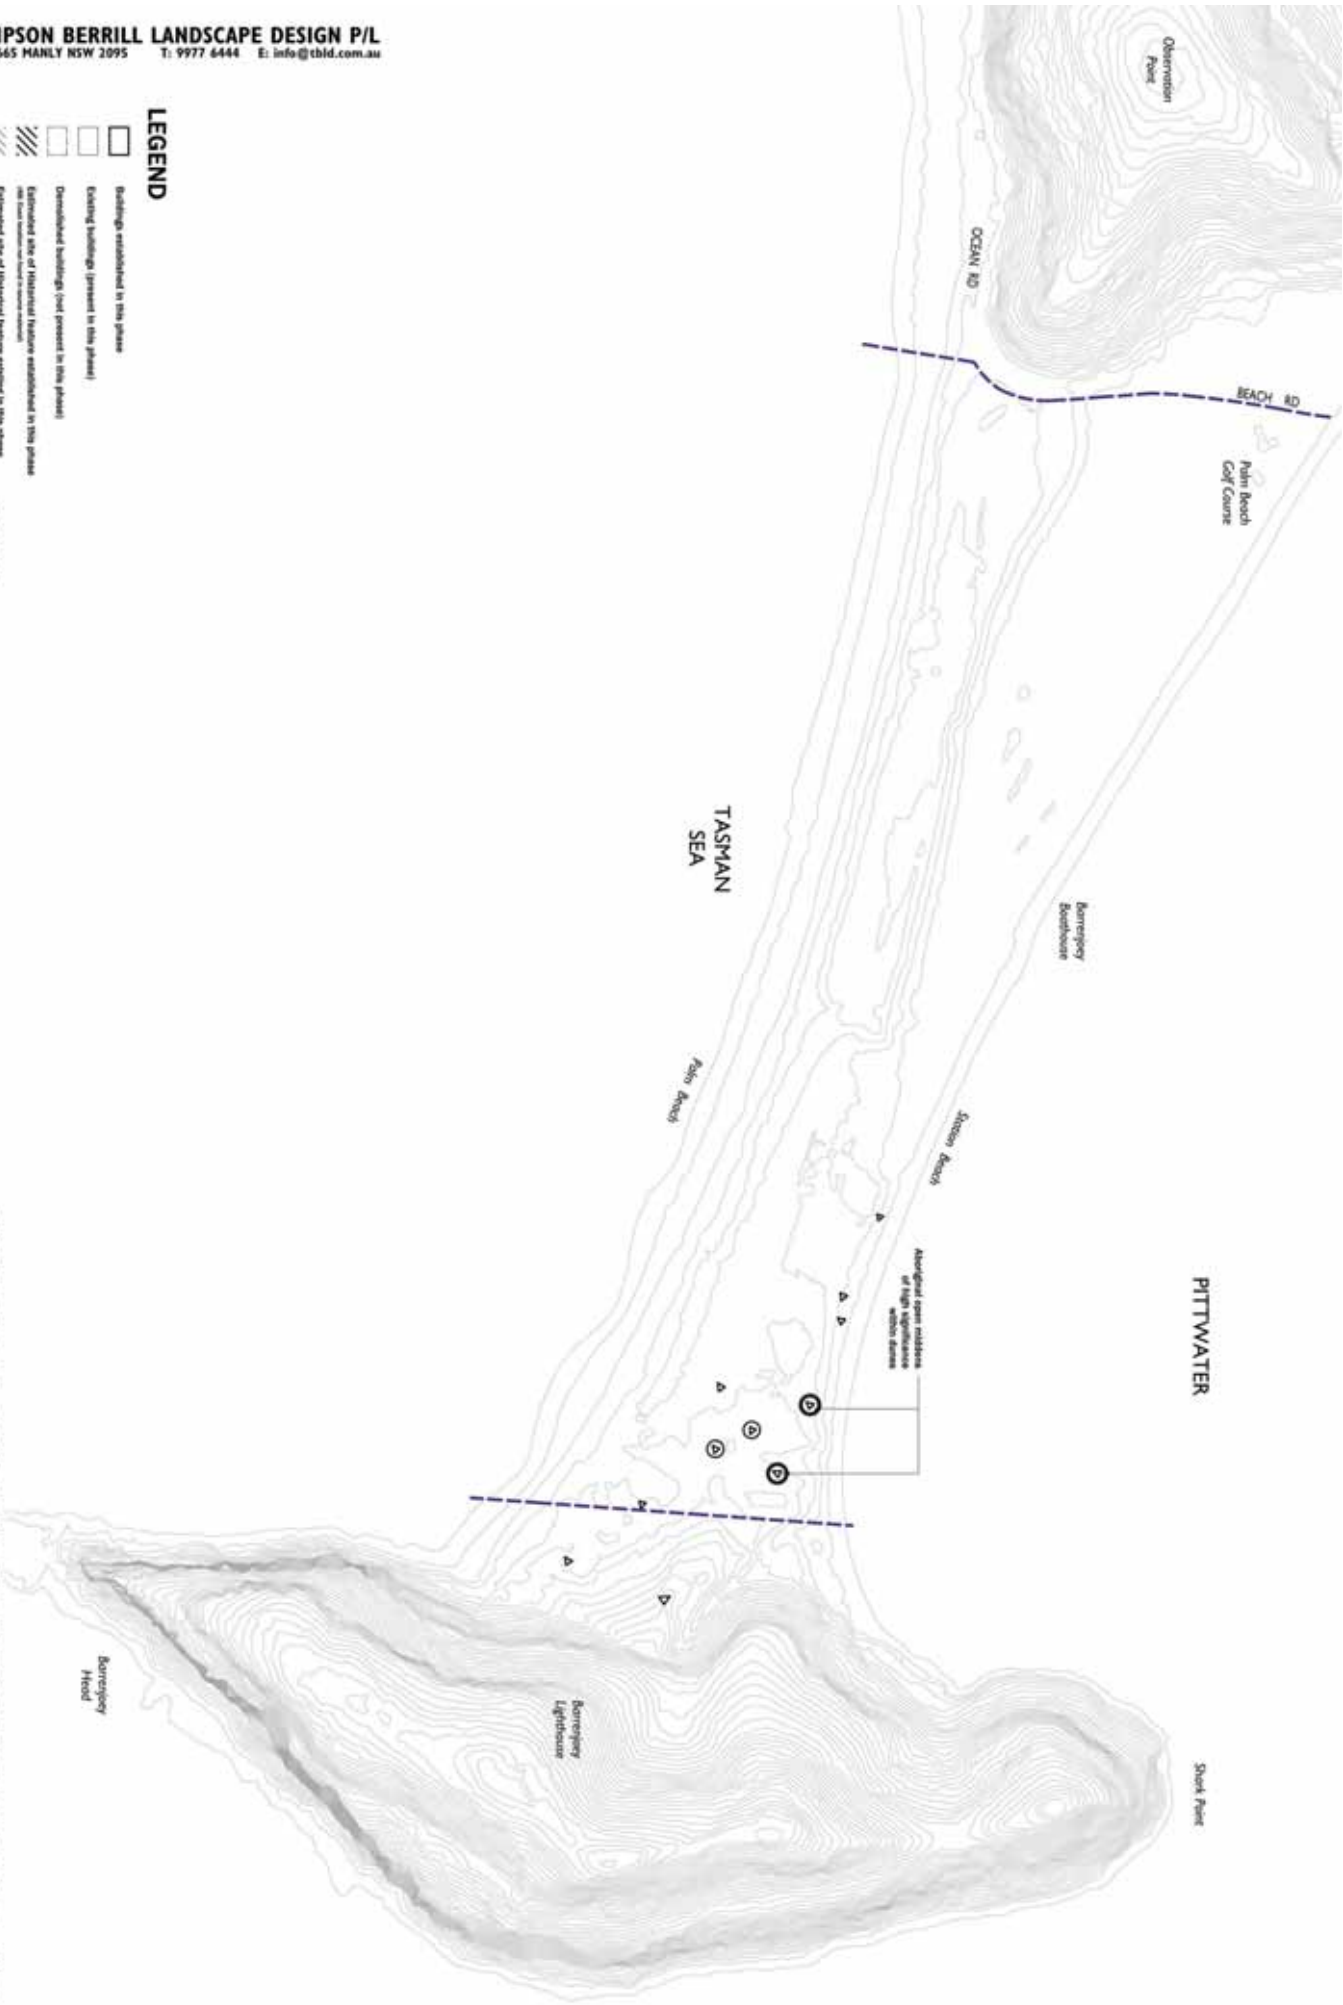 IPSON BERRILL LANDSCAPE DESIGN P/L
665 MANLY NSW 2095 T: 9977 6444 E: info@tbld.com.au
LEGEND
Buildings established in this phase
Existing buildings (present in this phase)
Demolished buildings (not present in this phase)
Estimated site of Historical feature established in this phase
Observation
Point
OCEAN RD
BEACH RD
Palm Beach
Golf Course
TASMAN
SEA
Barrenjoey
Boathouse
Palm Beach
Station Beach
PITTWATER
Aboriginal open middens
of high significance
within dunes
Barrenjoey
Head
Barrenjoey
Lighthouse
Shark Point